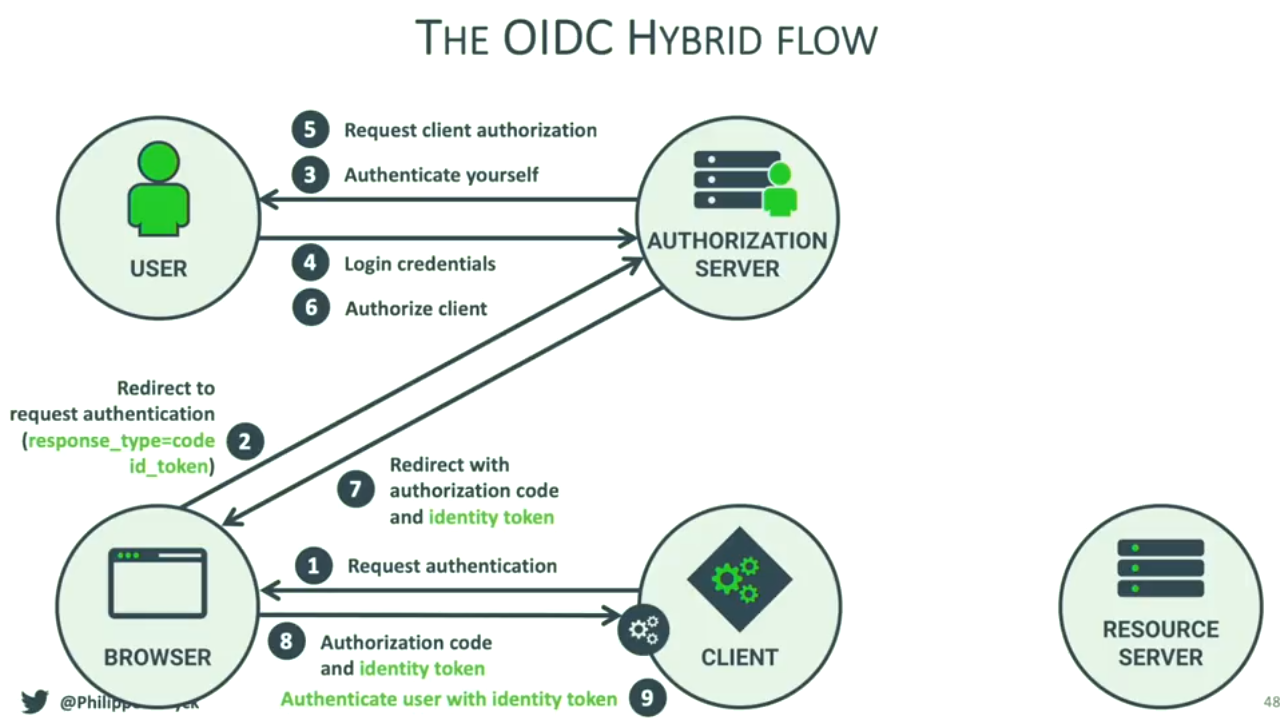 THE OIDC HYBRID FLOW
5 Request client authorization
3 Authenticate yourself
USER
AUTHORIZATION
SERVER
4 Login credentials
6 Authorize client
Redirect to
request authentication
(response_type=code
id_token)
2
7
Redirect with
authorization code
and identity token
1 Request authentication
8 Authorization code
and identity token
BROWSER
CLIENT
RESOURCE
SERVER
Authenticate user with identity token 9
48